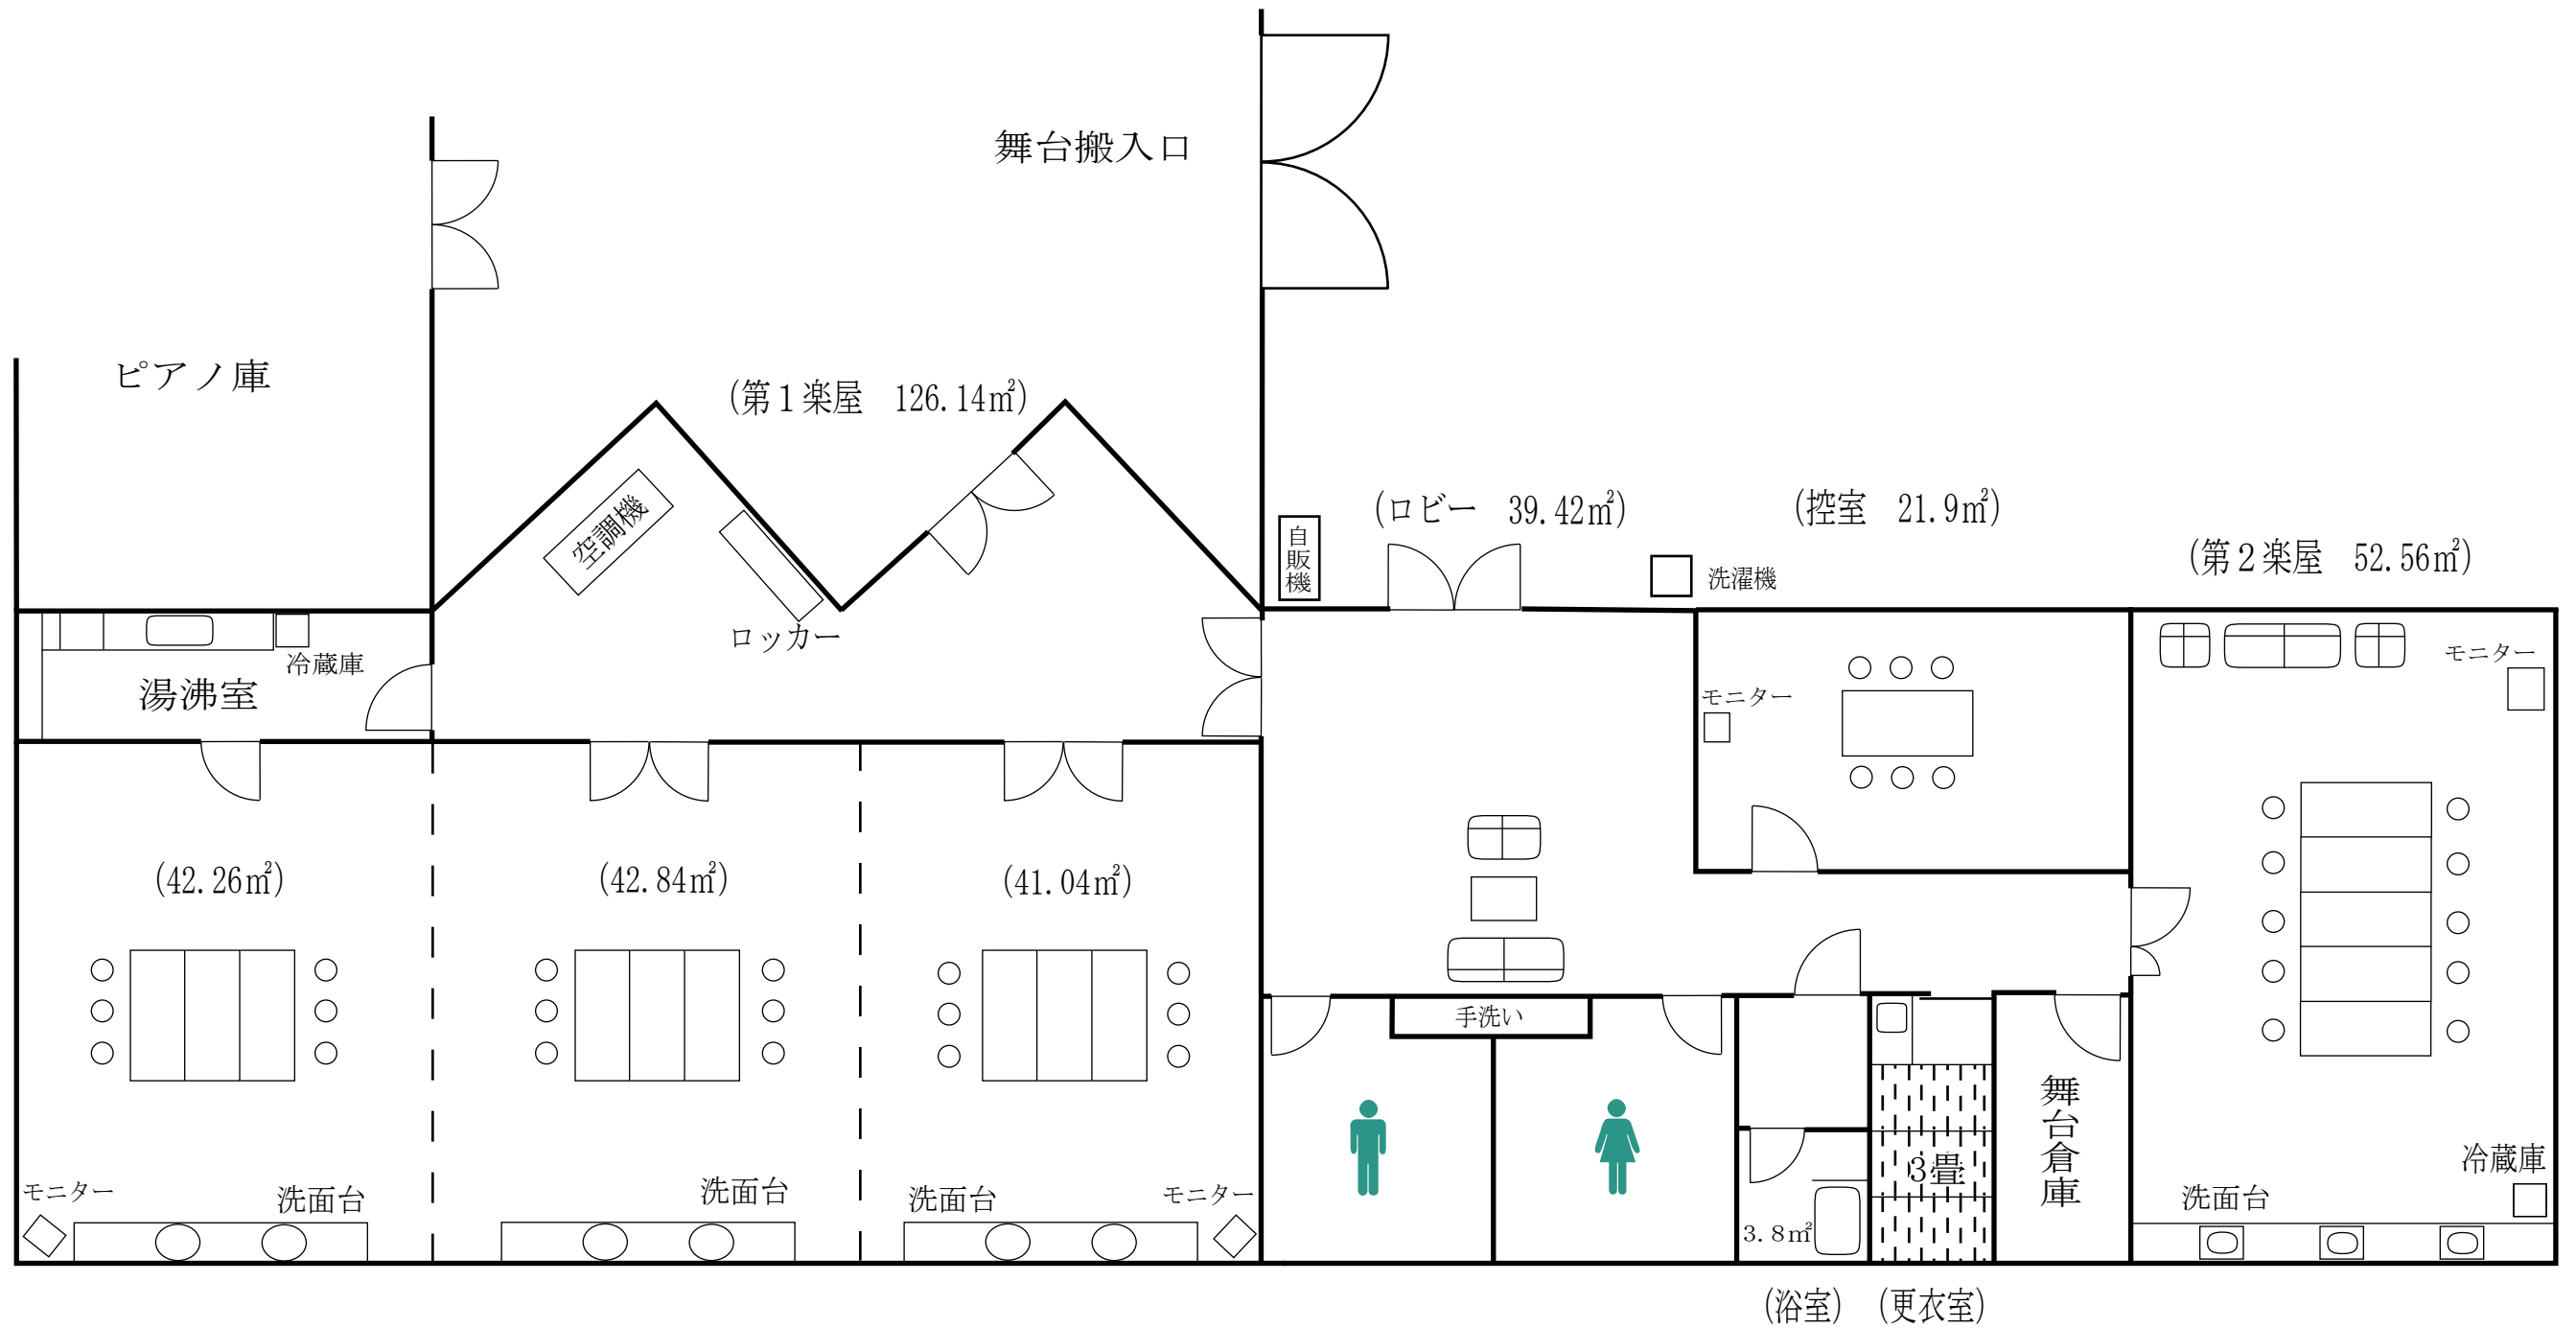 舞台搬入口
ピアノ庫
(第1楽屋　126.14㎡)
空調機
自販機
(ロビー　39.42㎡)
(控室　21.9㎡)
(第2楽屋　52.56㎡)
洗濯機
ロッカー
冷蔵庫
湯沸室
モニター
モニター
(42.26㎡)
(42.84㎡)
(41.04㎡)
手洗い
舞台倉庫
3畳
冷蔵庫
モニター
洗面台
洗面台
洗面台
モニター
洗面台
3.8㎡
(浴室)
(更衣室)